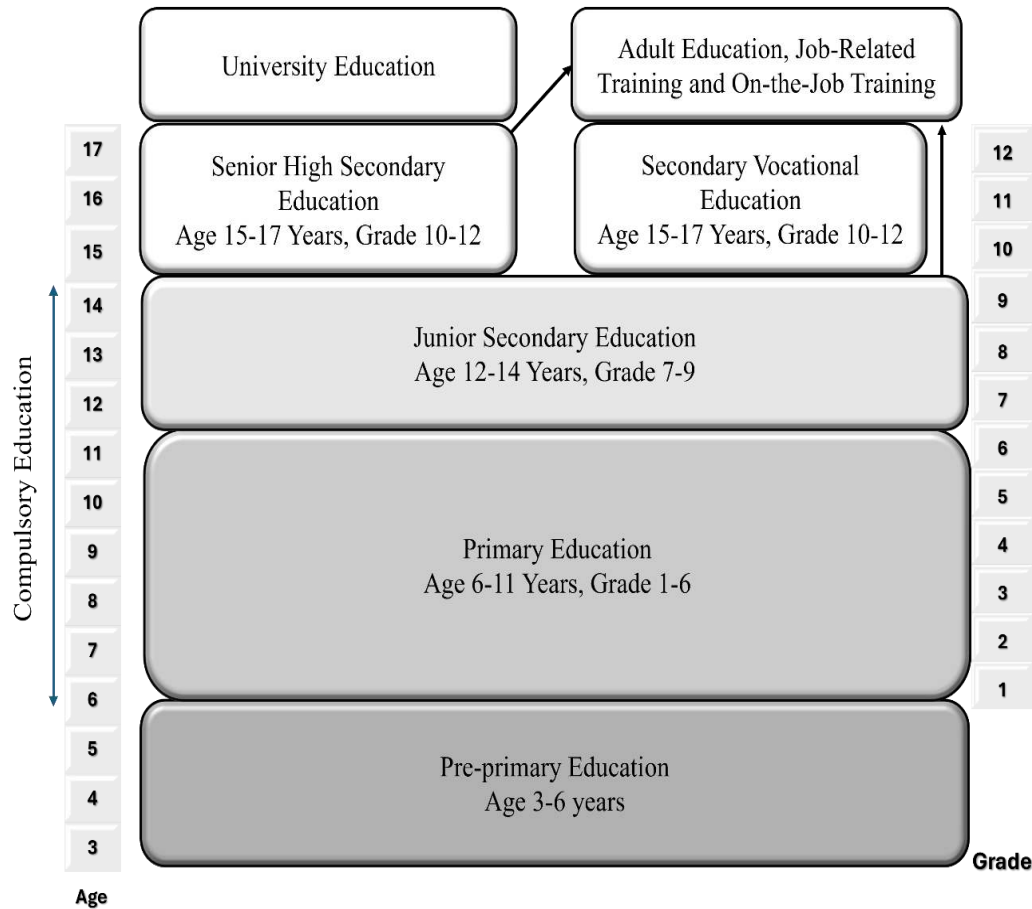 University Education
Adult Education, Job-Related
Training and On-the-Job Training
Senior High Secondary
Education
Age 15-17 Years, Grade 10-12
Secondary Vocational
Education
Age 15-17 Years, Grade 10-12
Junior Secondary Education
Age 12-14 Years, Grade 7-9
Primary Education
Age 6-11 Years, Grade 1-6
Pre-primary Education
Age 3-6 years
Compulsory Education
17
16
15
14
13
12
11
10
9
8
7
6
5
4
3
Age
12
11
10
9
8
7
6
5
4
3
2
1
Grade